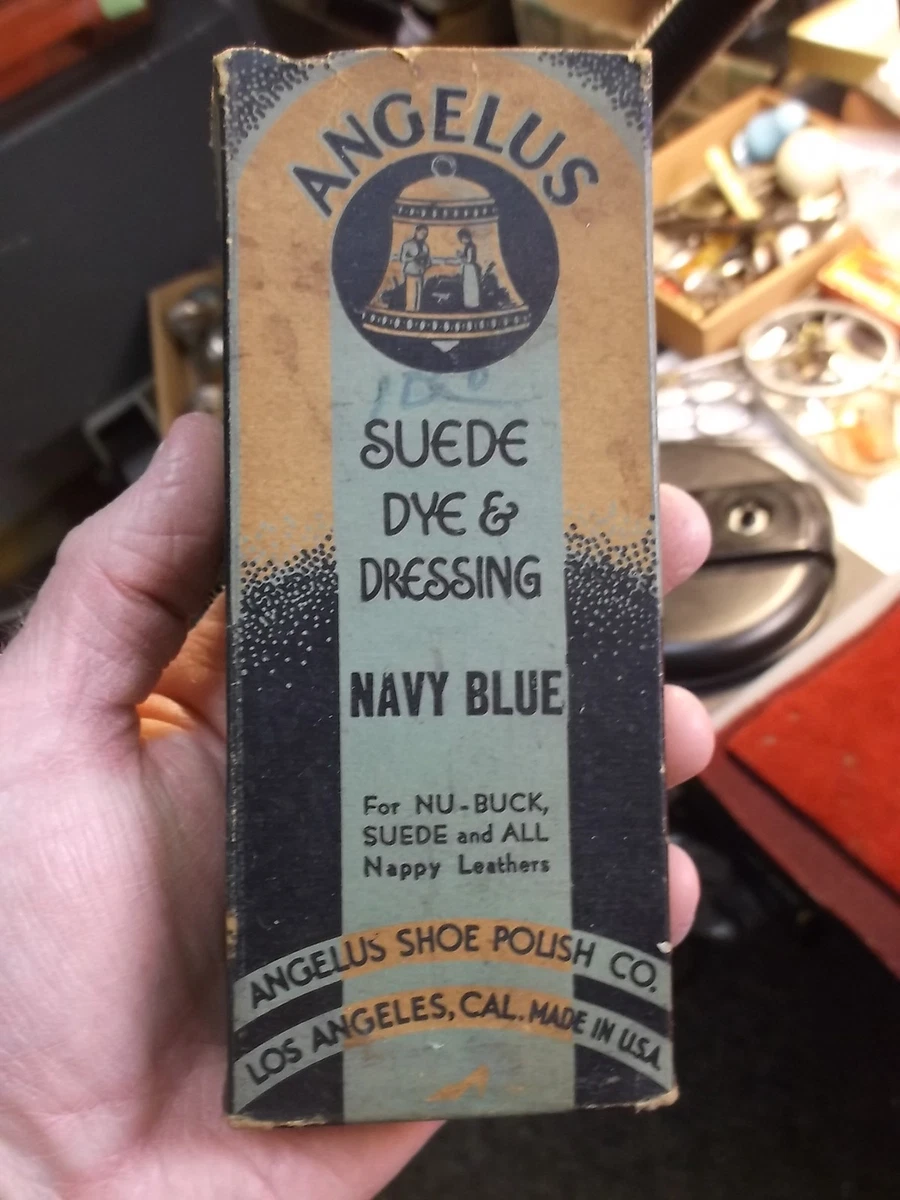 ANGELUS
SUEDE
DYE &
DRESSING
NAVY BLUE
For NU-BUCK,
SUEDE and ALL
Nappy Leathers
ANGELUS SHOE POLISH CO.
LOS ANGELES, CAL. MADE IN U.S.A.